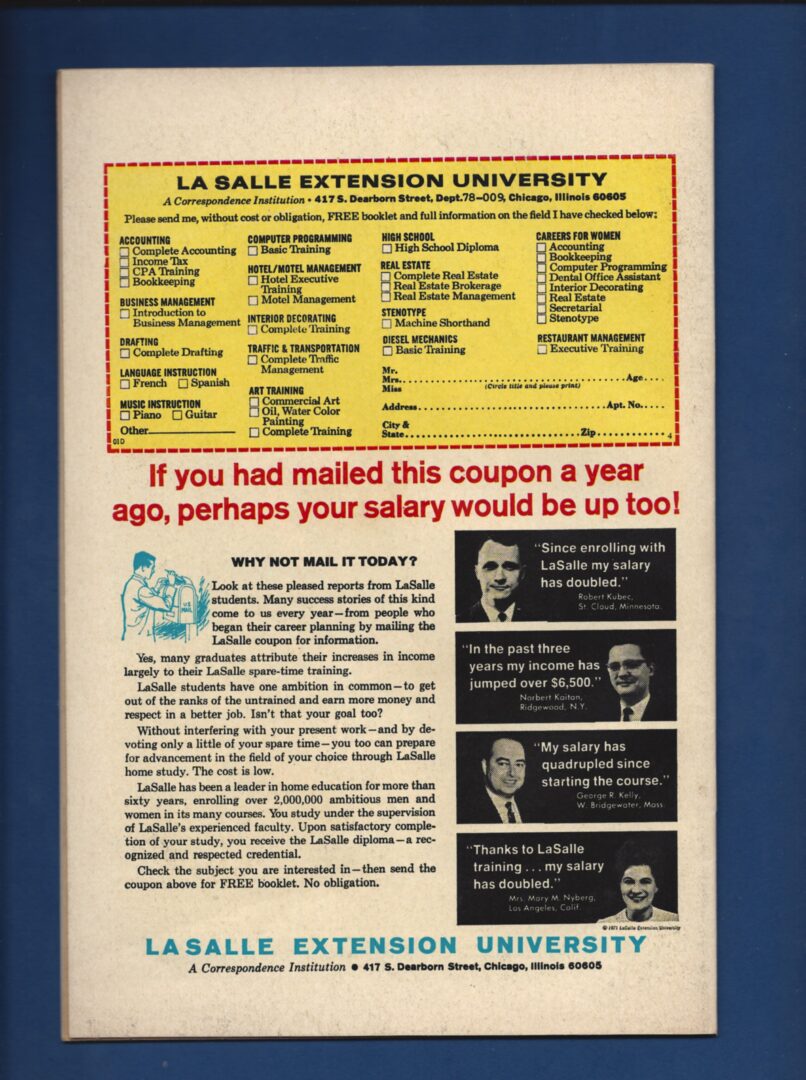 LA SALLE EXTENSION UNIVERSITY
A Correspondence Institution • 417 S. Dearborn Street, Dept.78-009, Chicago, Illinois 60605
Please send me, without cost or obligation, FREE booklet and full information on the field I have checked below:
ACCOUNTING
Complete Accounting
Income Tax
CPA Training
Bookkeeping
BUSINESS MANAGEMENT
Introduction to
Business Management
DRAFTING
Complete Drafting
LANGUAGE INSTRUCTION
French Spanish
MUSIC INSTRUCTION
Piano Guitar
Other
01D
COMPUTER PROGRAMMING
Basic Training
HOTEL/MOTEL MANAGEMENT
Hotel Executive
Training
Motel Management
INTERIOR DECORATING
Complete Training
TRAFFIC & TRANSPORTATION
Complete Traffic
Management
ART TRAINING
Commercial Art
Oil, Water Color
Painting
Complete Training
HIGH SCHOOL
High School Diploma
REAL ESTATE
Complete Real Estate
Real Estate Brokerage
Real Estate Management
STENOTYPE
Machine Shorthand
DIESEL MECHANICS
Basic Training
CAREERS FOR WOMEN
Accounting
Bookkeeping
Computer Programming
Dental Office Assistant
Interior Decorating
Real Estate
Secretarial
Stenotype
RESTAURANT MANAGEMENT
Executive Training
Mr.
Mrs. Age
Miss (Circle title and please print)
Address Apt. No.
City &
State Zip 4
If you had mailed this coupon a year
ago, perhaps your salary would be up too!
WHY NOT MAIL IT TODAY?
U.S.
MAIL
Look at these pleased reports from LaSalle
students. Many success stories of this kind
come to us every year—from people who
began their career planning by mailing the
LaSalle coupon for information.
Yes, many graduates attribute their increases in income
largely to their LaSalle spare-time training.
LaSalle students have one ambition in common—to get
out of the ranks of the untrained and earn more money and
respect in a better job. Isn't that your goal too?
Without interfering with your present work—and by de-
voting only a little of your spare time—you too can prepare
for advancement in the field of your choice through LaSalle
home study. The cost is low.
LaSalle has been a leader in home education for more than
sixty years, enrolling over 2,000,000 ambitious men and
women in its many courses. You study under the supervision
of LaSalle's experienced faculty. Upon satisfactory comple-
tion of your study, you receive the LaSalle diploma—a rec-
ognized and respected credential.
Check the subject you are interested in—then send the
coupon above for FREE booklet. No obligation.
"Since enrolling with
LaSalle my salary
has doubled."
Robert Kubec,
St. Cloud, Minnesota.
"In the past three
years my income has
jumped over $6,500."
Norbert Kaiton,
Ridgewood, N.Y.
"My salary has
quadrupled since
starting the course."
George R. Kelly,
W. Bridgewater, Mass.
"Thanks to LaSalle
training . . . my salary
has doubled."
Mrs. Mary M. Nyberg,
Los Angeles, Calif.
© 1971 LaSalle Extension University
LA SALLE EXTENSION UNIVERSITY
A Correspondence Institution • 417 S. Dearborn Street, Chicago, Illinois 60605